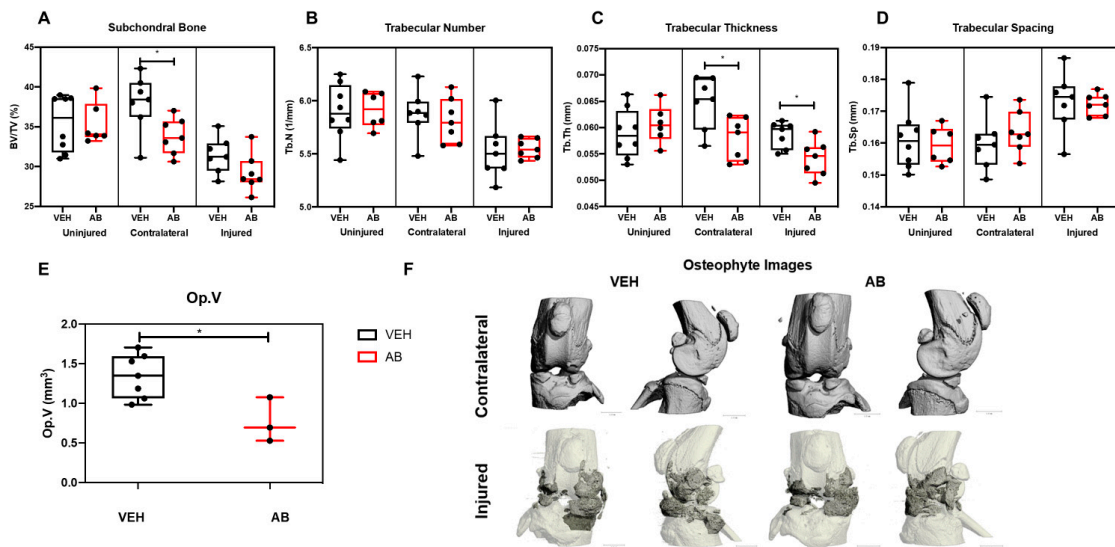 A
Subchondral Bone
BV/TV (%)
45
40
35
30
25
*
VEH AB VEH AB VEH AB
Uninjured Contralateral Injured
B
Trabecular Number
Tb.N (1/mm)
6.5
6.0
5.5
5.0
VEH AB VEH AB VEH AB
Uninjured Contralateral Injured
C
Trabecular Thickness
Tb.Th (mm)
0.075
0.070
0.065
0.060
0.055
0.050
0.045
*
*
VEH AB VEH AB VEH AB
Uninjured Contralateral Injured
D
Trabecular Spacing
Tb.Sp (mm)
0.19
0.18
0.17
0.16
0.15
0.14
VEH AB VEH AB VEH AB
Uninjured Contralateral Injured
E
Op.V
Op.V (mm³)
2.0
1.5
1.0
0.5
0.0
*
VEH AB
VEH
AB
F
Osteophyte Images
VEH AB
Contralateral
Injured